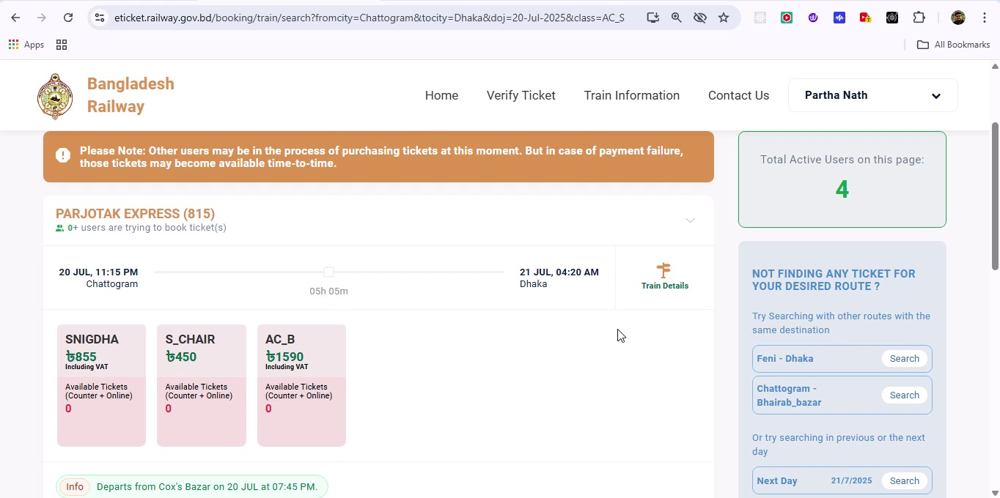 eticket.railway.gov.bd/booking/train/search?fromcity=Chattogram&tocity=Dhaka&doj=20-Jul-2025&class=AC_S
Apps
All Bookmarks
Bangladesh
Railway
Home
Verify Ticket
Train Information
Contact Us
Partha Nath
Please Note: Other users may be in the process of purchasing tickets at this moment. But in case of payment failure,
those tickets may become available time-to-time.
Total Active Users on this page:
4
PARJOTAK EXPRESS (815)
0+ users are trying to book ticket(s)
20 JUL, 11:15 PM
Chattogram
05h 05m
21 JUL, 04:20 AM
Dhaka
Train Details
SNIGDHA
৳855
Including VAT
Available Tickets
(Counter + Online)
0
S_CHAIR
৳450
Available Tickets
(Counter + Online)
0
AC_B
৳1590
Including VAT
Available Tickets
(Counter + Online)
0
Info
Departs from Cox's Bazar on 20 JUL at 07:45 PM.
NOT FINDING ANY TICKET FOR
YOUR DESIRED ROUTE ?
Try Searching with other routes with the
same destination
Feni - Dhaka
Search
Chattogram -
Bhairab_bazar
Search
Or try searching in previous or the next
day
Next Day
21/7/2025
Search